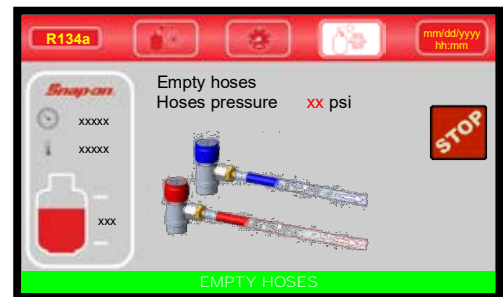 R134a
mm/dd/yyyy
hh:mm
Snap-on
xxxxx
xxxxx
xxx
Empty hoses
Hoses pressure xx psi
STOP
EMPTY HOSES